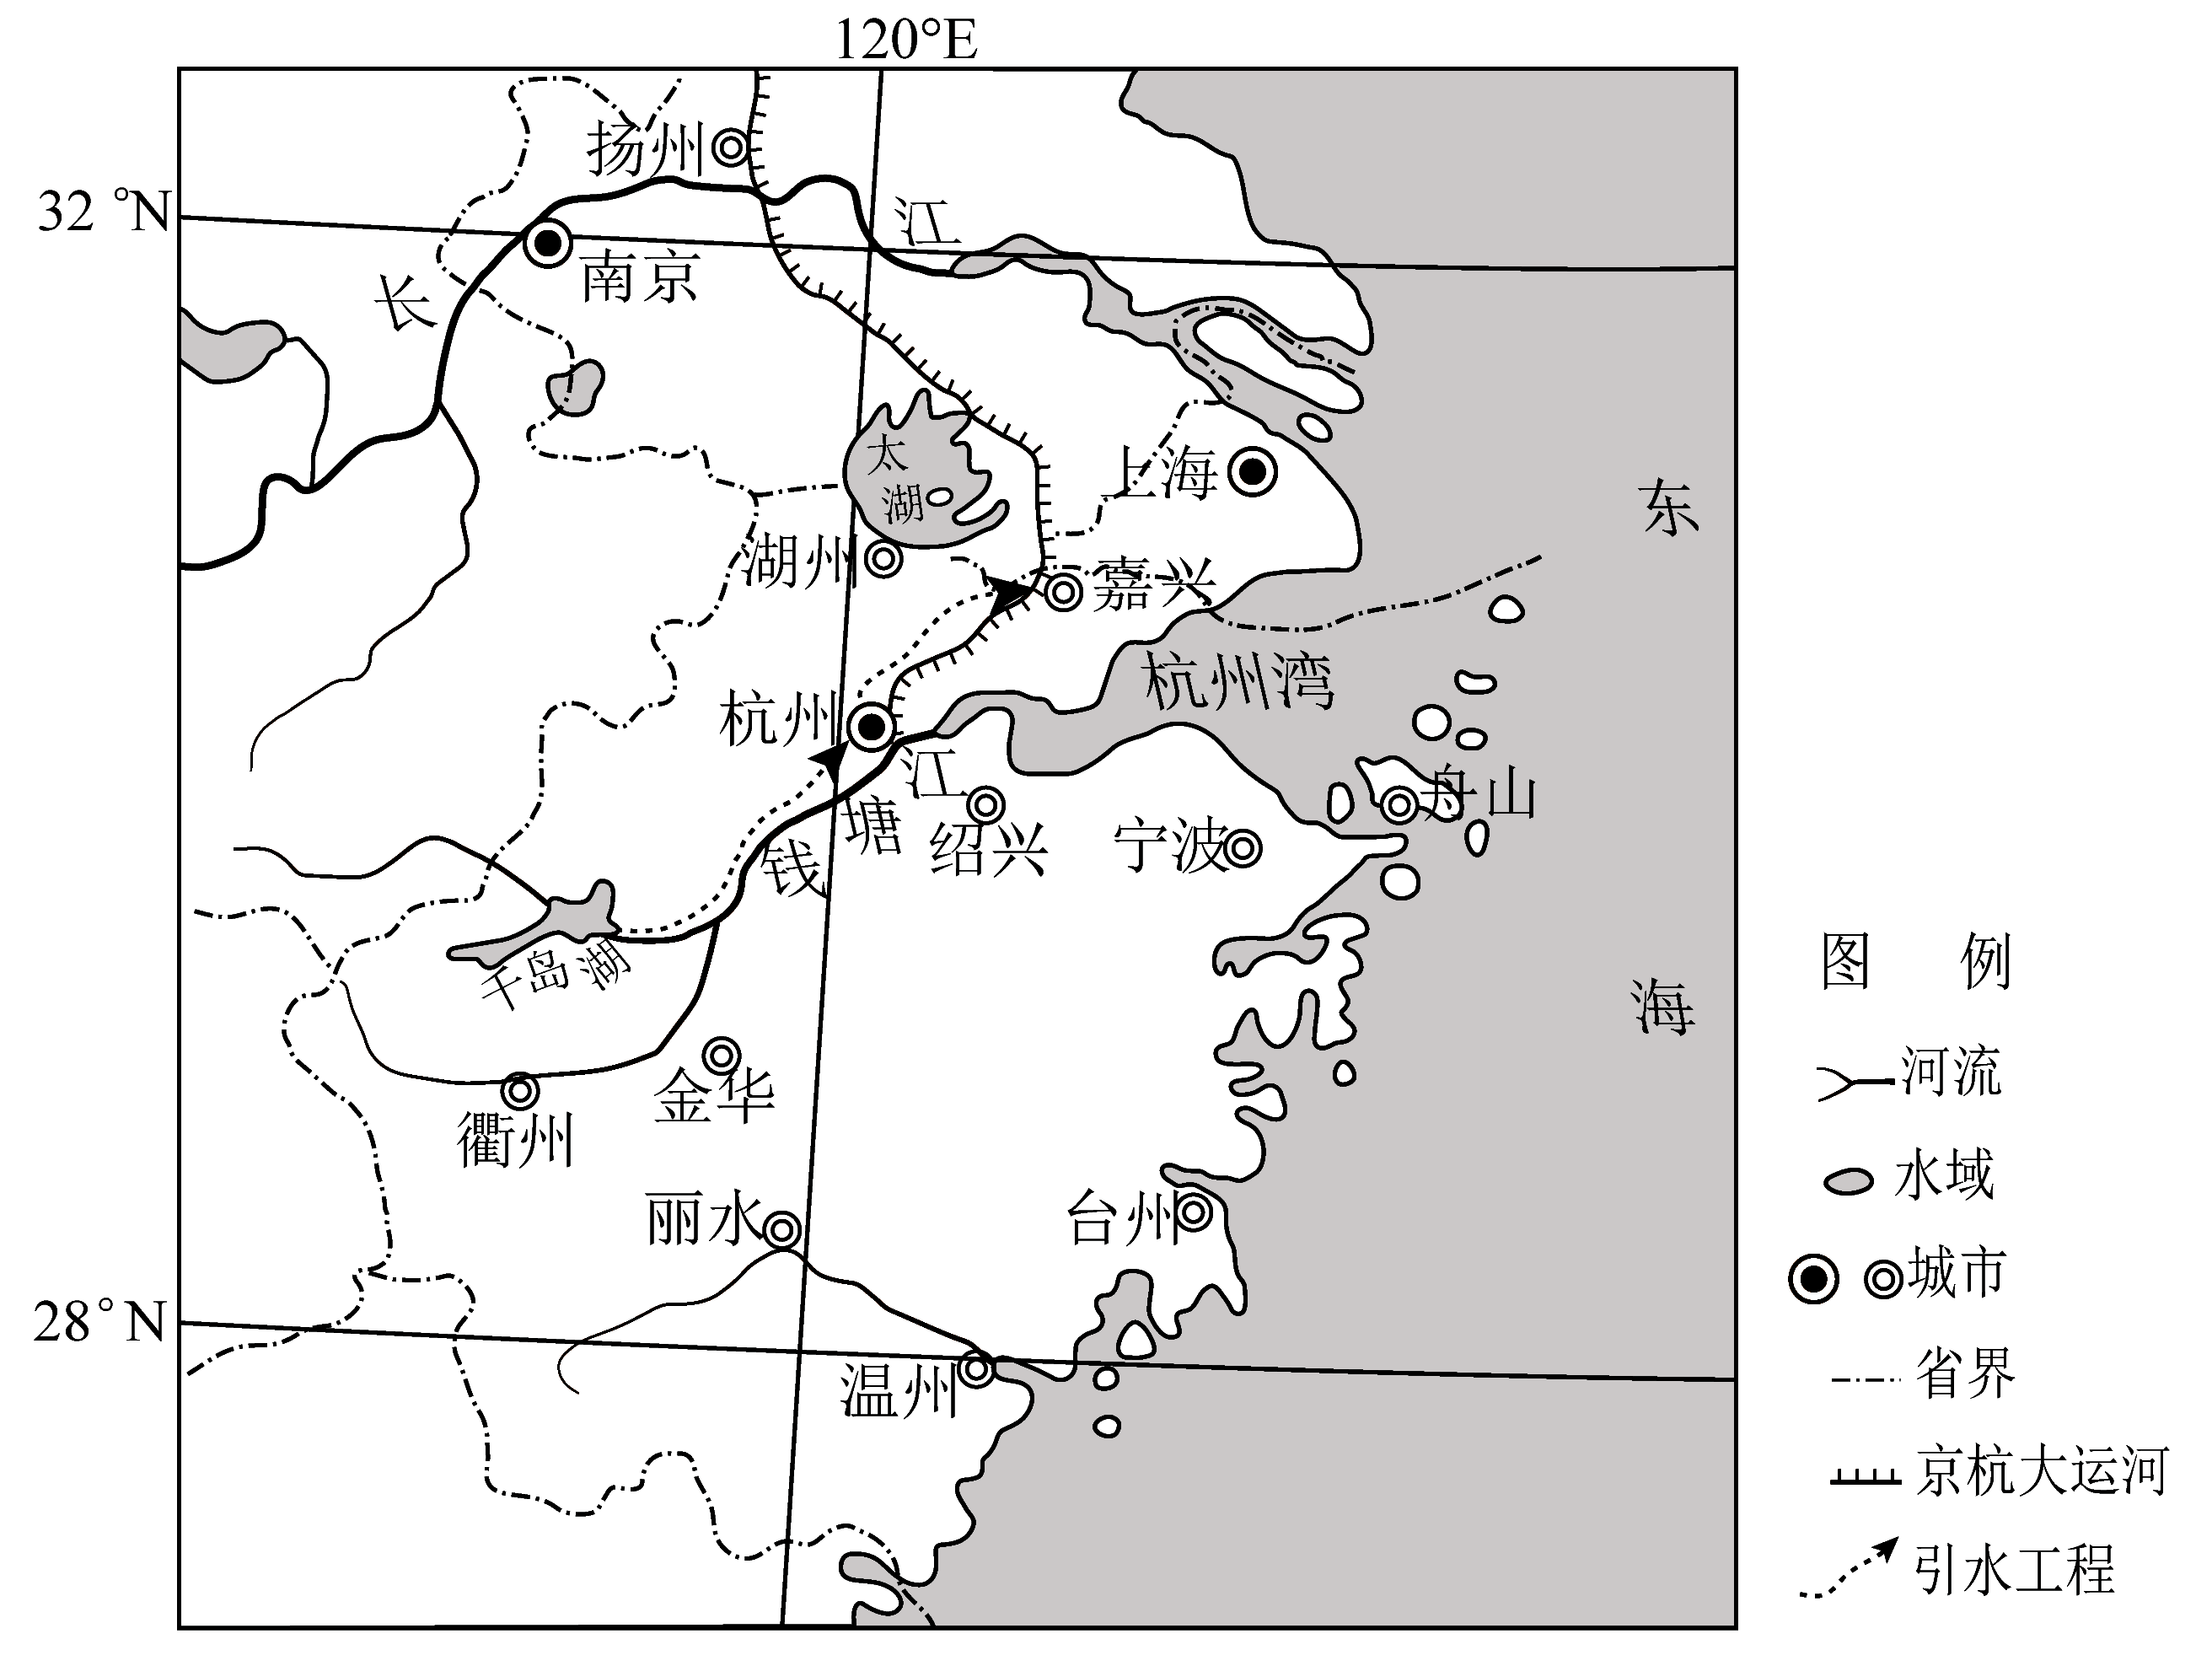 120°E
扬州
32 °N
江
南京
长
太
湖
上海
东
湖州
嘉兴
杭州湾
杭州
江
塘
钱
绍兴
宁波
舟山
千岛湖
海
金华
衢州
丽水
台州
28°N
温州
图 例
河流
水域
城市
省界
京杭大运河
引水工程